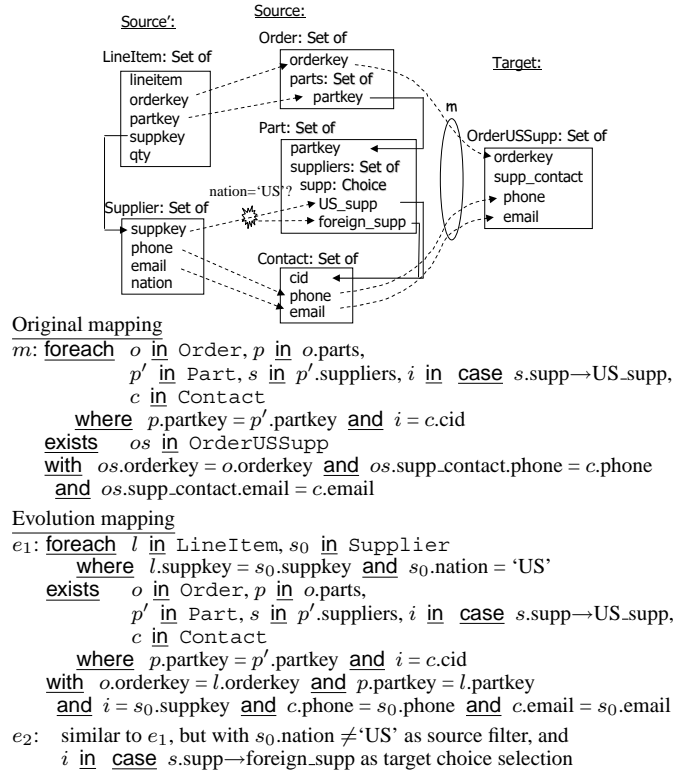 Source':
LineItem: Set of
lineitem
orderkey
partkey
suppkey
qty
Supplier: Set of
suppkey
phone
email
nation
nation='US'?
Source:
Order: Set of
orderkey
parts: Set of
partkey
Part: Set of
partkey
suppliers: Set of
supp: Choice
US_supp
foreign_supp
Contact: Set of
cid
phone
email
m
Target:
OrderUSSupp: Set of
orderkey
supp_contact
phone
email
Original mapping
m: foreach o in Order, p in o.parts,
p′ in Part, s in p′.suppliers, i in case s.supp→US_supp,
c in Contact
where p.partkey = p′.partkey and i = c.cid
exists os in OrderUSSupp
with os.orderkey = o.orderkey and os.supp_contact.phone = c.phone
and os.supp_contact.email = c.email
Evolution mapping
e₁: foreach l in LineItem, s₀ in Supplier
where l.suppkey = s₀.suppkey and s₀.nation = ‘US’
exists o in Order, p in o.parts,
p′ in Part, s in p′.suppliers, i in case s.supp→US_supp,
c in Contact
where p.partkey = p′.partkey and i = c.cid
with o.orderkey = l.orderkey and p.partkey = l.partkey
and i = s₀.suppkey and c.phone = s₀.phone and c.email = s₀.email
e₂: similar to e₁, but with s₀.nation ≠‘US’ as source filter, and
i in case s.supp→foreign_supp as target choice selection